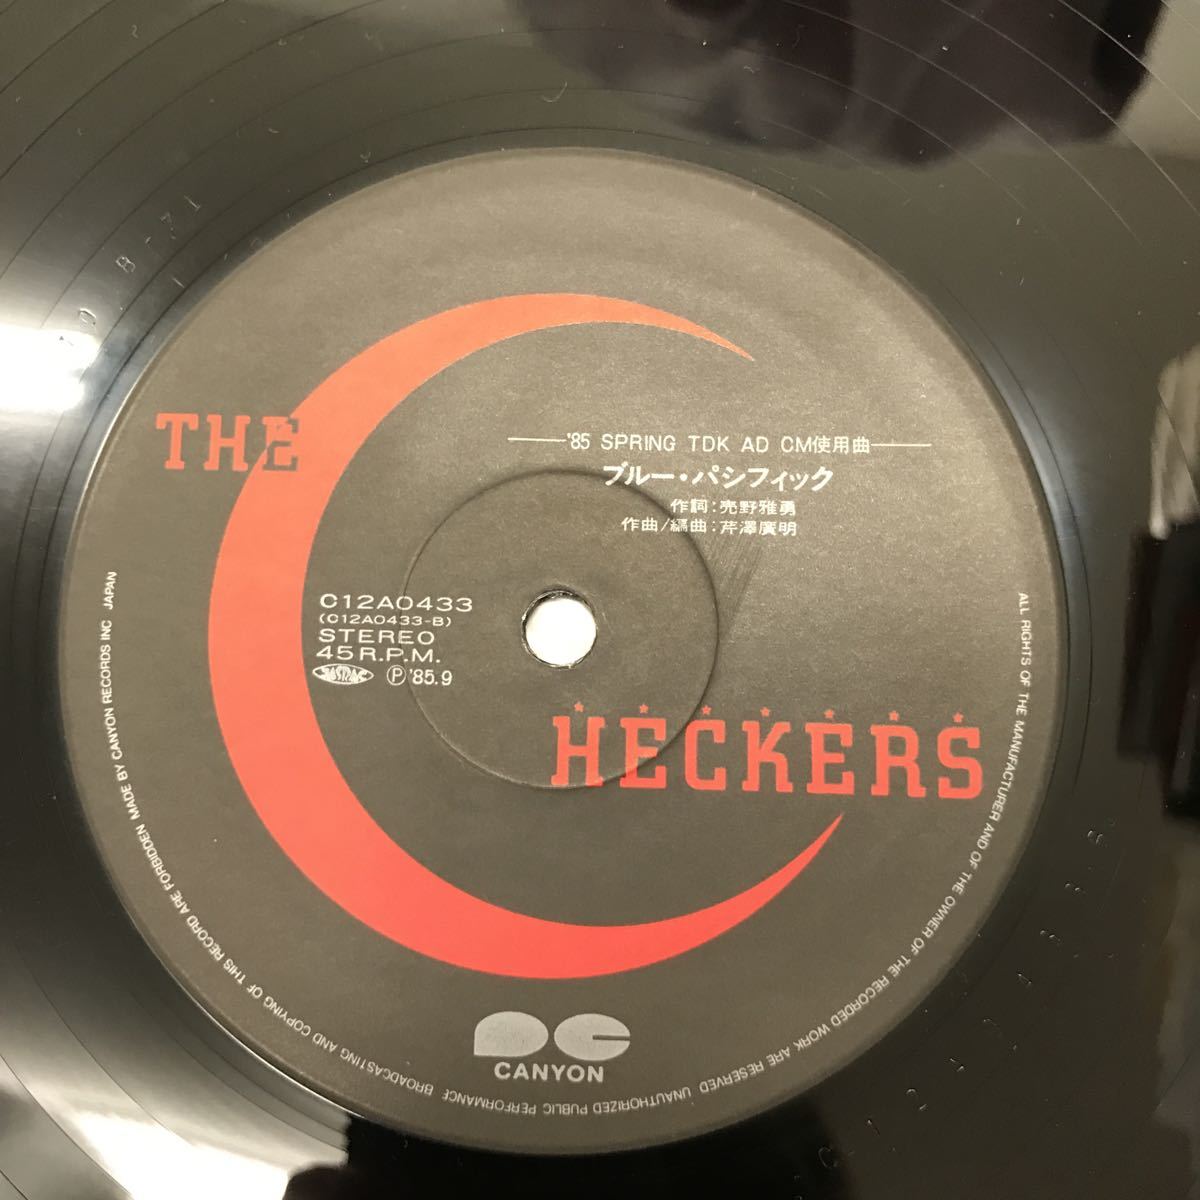 THE CHECKERS
'85 SPRING TDK AD CM使用曲
ブルー・パシフィック
作詞:売野雅勇
作曲/編曲:芹澤廣明
C12A0433
(C12A0433-B)
STEREO
45 R.P.M.
JASRAC Ⓟ'85.9
CANYON
ALL RIGHTS OF THE MANUFACTURER AND OF THE OWNER OF THE RECORDED WORK ARE RESERVED UNAUTHORIZED PUBLIC PERFORMANCE BROADCASTING AND COPYING OF THIS RECORD ARE FORBIDDEN MADE BY CANYON RECORDS INC JAPAN